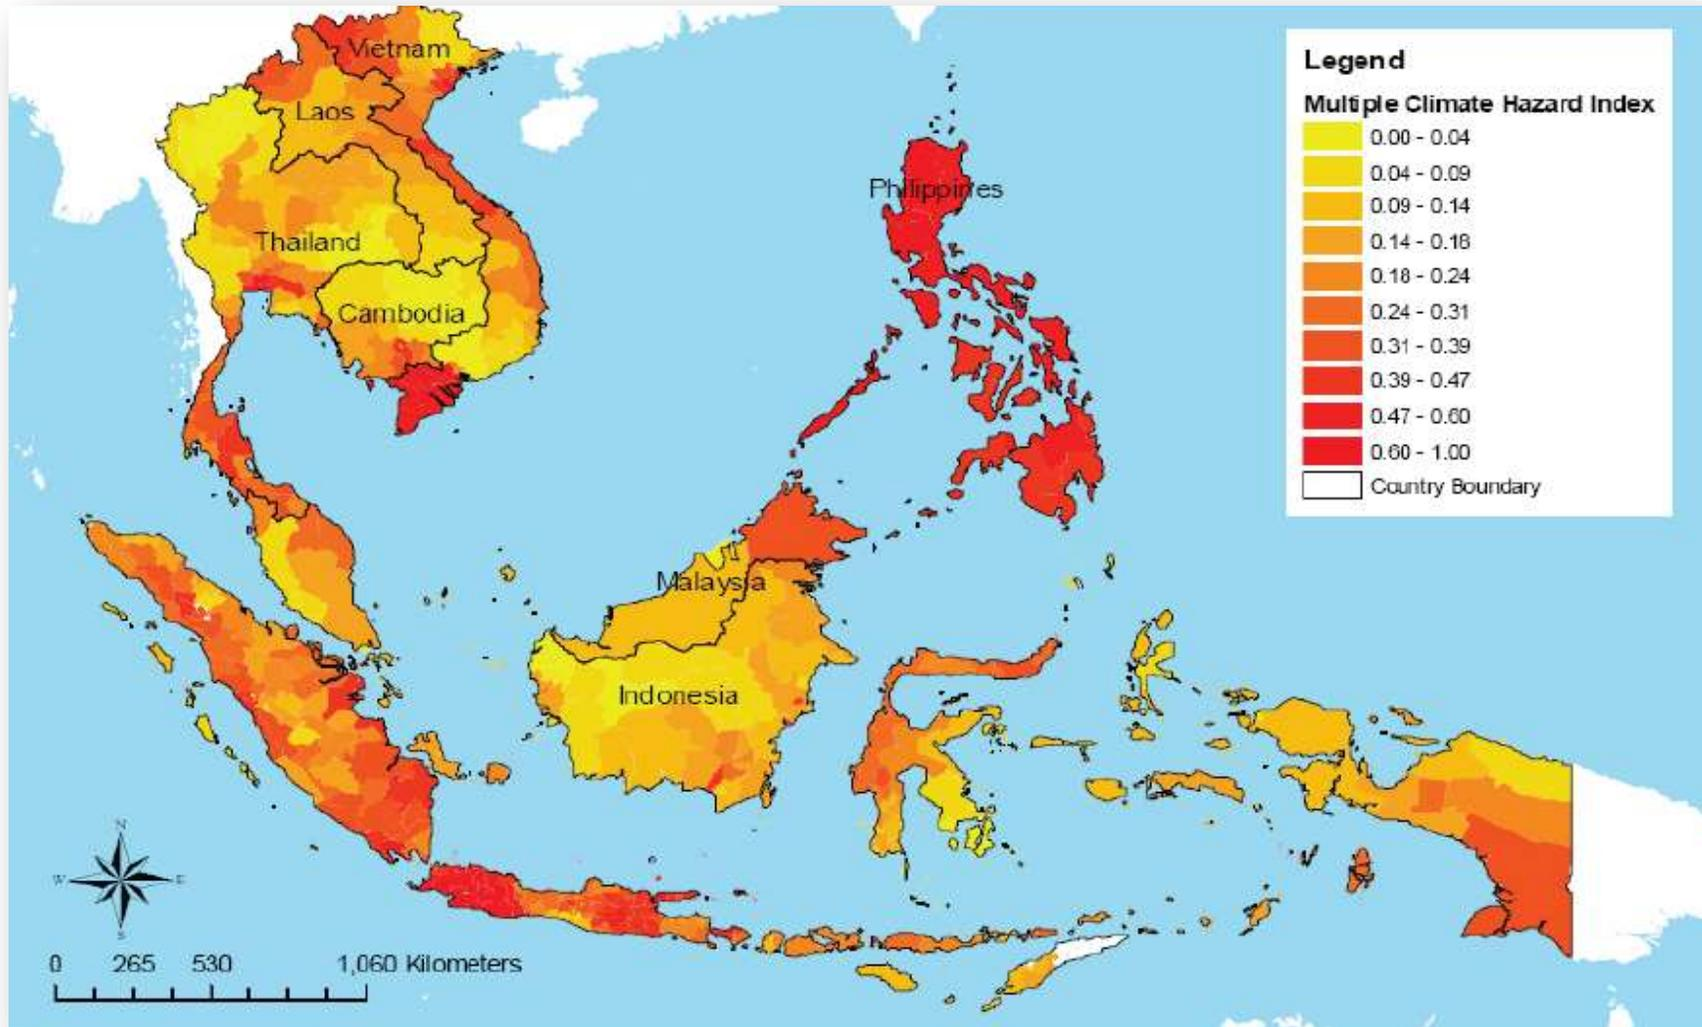 Legend
Multiple Climate Hazard Index
0.00 - 0.04
0.04 - 0.09
0.09 - 0.14
0.14 - 0.18
0.18 - 0.24
0.24 - 0.31
0.31 - 0.39
0.39 - 0.47
0.47 - 0.60
0.60 - 1.00
Country Boundary
Vietnam
Laos
Philippines
Thailand
Cambodia
Malaysia
Indonesia
N
W E
S
0 265 530 1,060 Kilometers